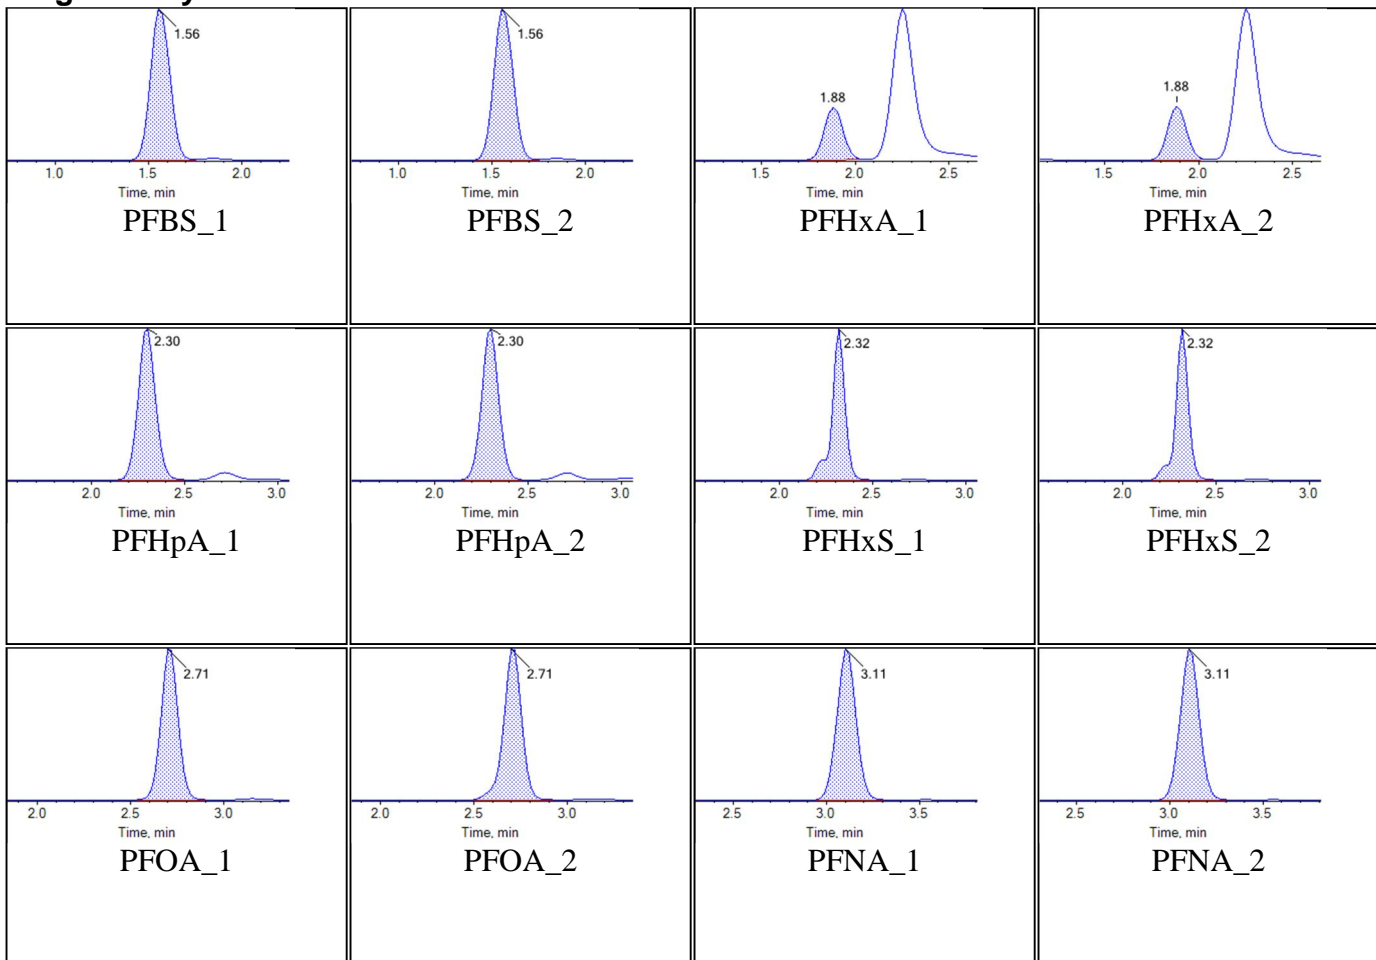 1.56 1.56 1.88 1.88
1.0 1.5 2.0 1.0 1.5 2.0 1.5 2.0 2.5 1.5 2.0 2.5
Time, min Time, min Time, min Time, min
PFBS_1 PFBS_2 PFHxA_1 PFHxA_2
2.30 2.30 2.32 2.32
2.0 2.5 3.0 2.0 2.5 3.0 2.0 2.5 3.0 2.0 2.5 3.0
Time, min Time, min Time, min Time, min
PFHpA_1 PFHpA_2 PFHxS_1 PFHxS_2
2.71 2.71 3.11 3.11
2.0 2.5 3.0 2.0 2.5 3.0 2.5 3.0 3.5 2.5 3.0 3.5
Time, min Time, min Time, min Time, min
PFOA_1 PFOA_2 PFNA_1 PFNA_2